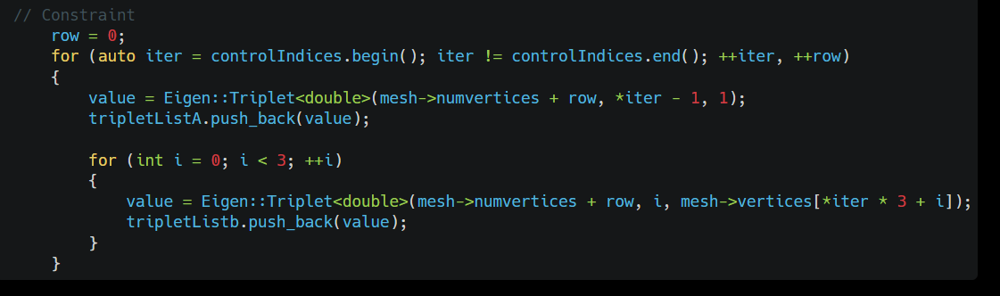 // Constraint
    row = 0;
    for (auto iter = controlIndices.begin(); iter != controlIndices.end(); ++iter, ++row)
    {
        value = Eigen::Triplet<double>(mesh->numvertices + row, *iter - 1, 1);
        tripletListA.push_back(value);

        for (int i = 0; i < 3; ++i)
        {
            value = Eigen::Triplet<double>(mesh->numvertices + row, i, mesh->vertices[*iter * 3 + i]);
            tripletListb.push_back(value);
        }
    }